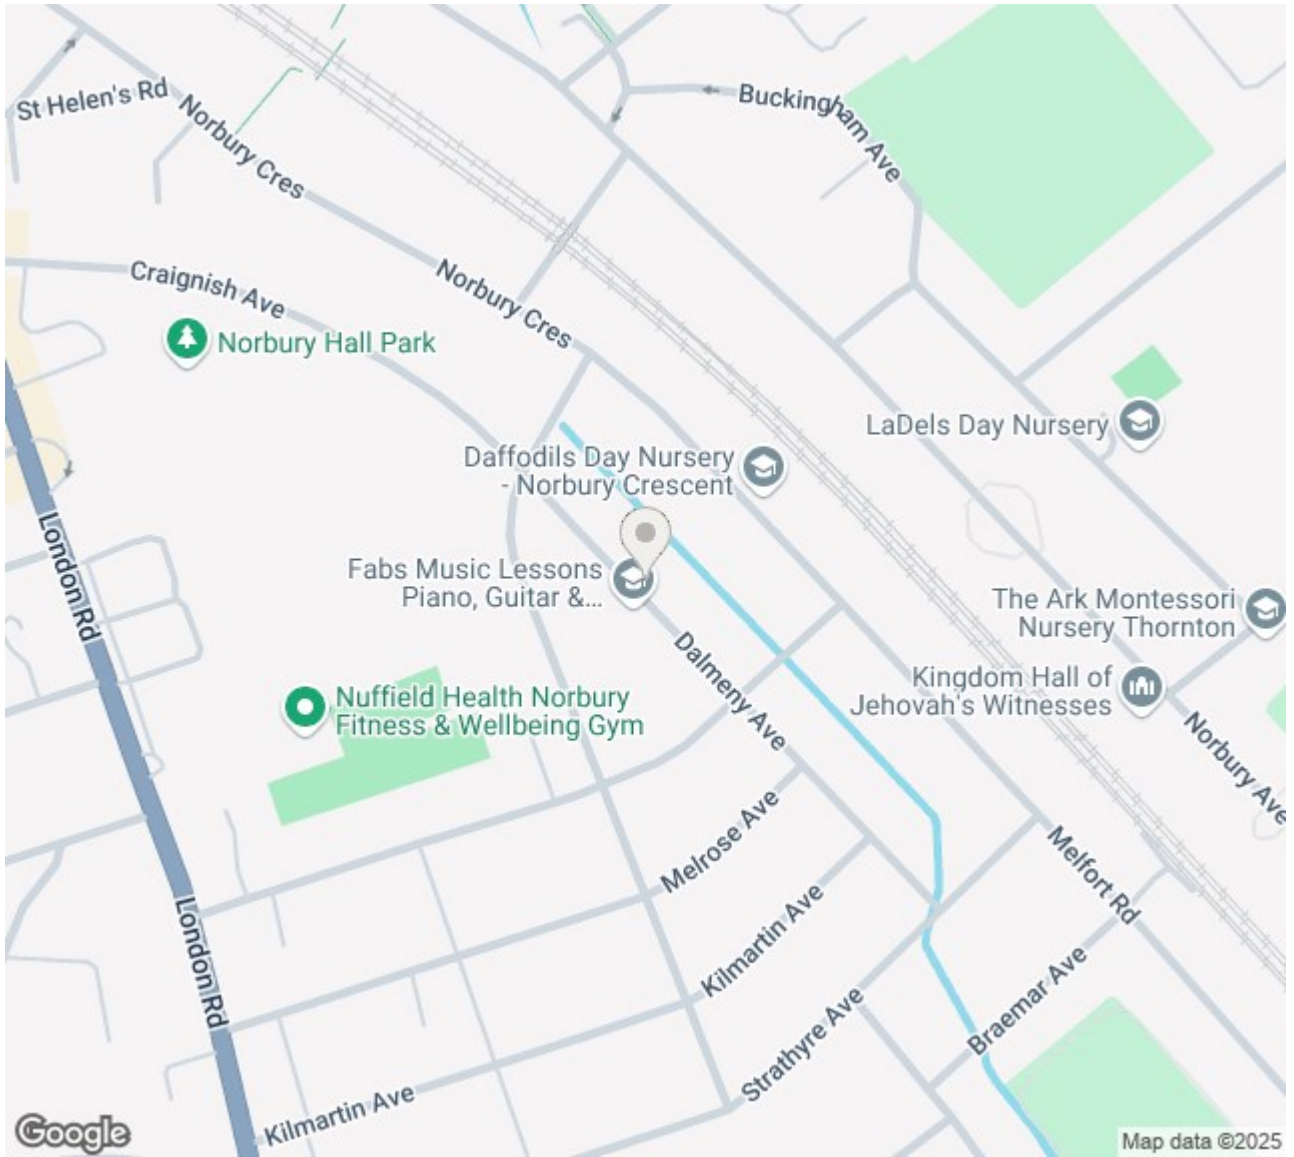 St Helen's Rd
Norbury Cres
Buckingham Ave
Craignish Ave
Norbury Cres
Norbury Hall Park
LaDels Day Nursery
Daffodils Day Nursery
- Norbury Crescent
London Rd
Fabs Music Lessons
Piano, Guitar &...
The Ark Montessori
Nursery Thornton
Dalmeny Ave
Kingdom Hall of
Jehovah's Witnesses
Nuffield Health Norbury
Fitness & Wellbeing Gym
Norbury Ave
Melrose Ave
Melfort Rd
London Rd
Kilmartin Ave
Strathyre Ave
Braemar Ave
Kilmartin Ave
Google
Map data ©2025